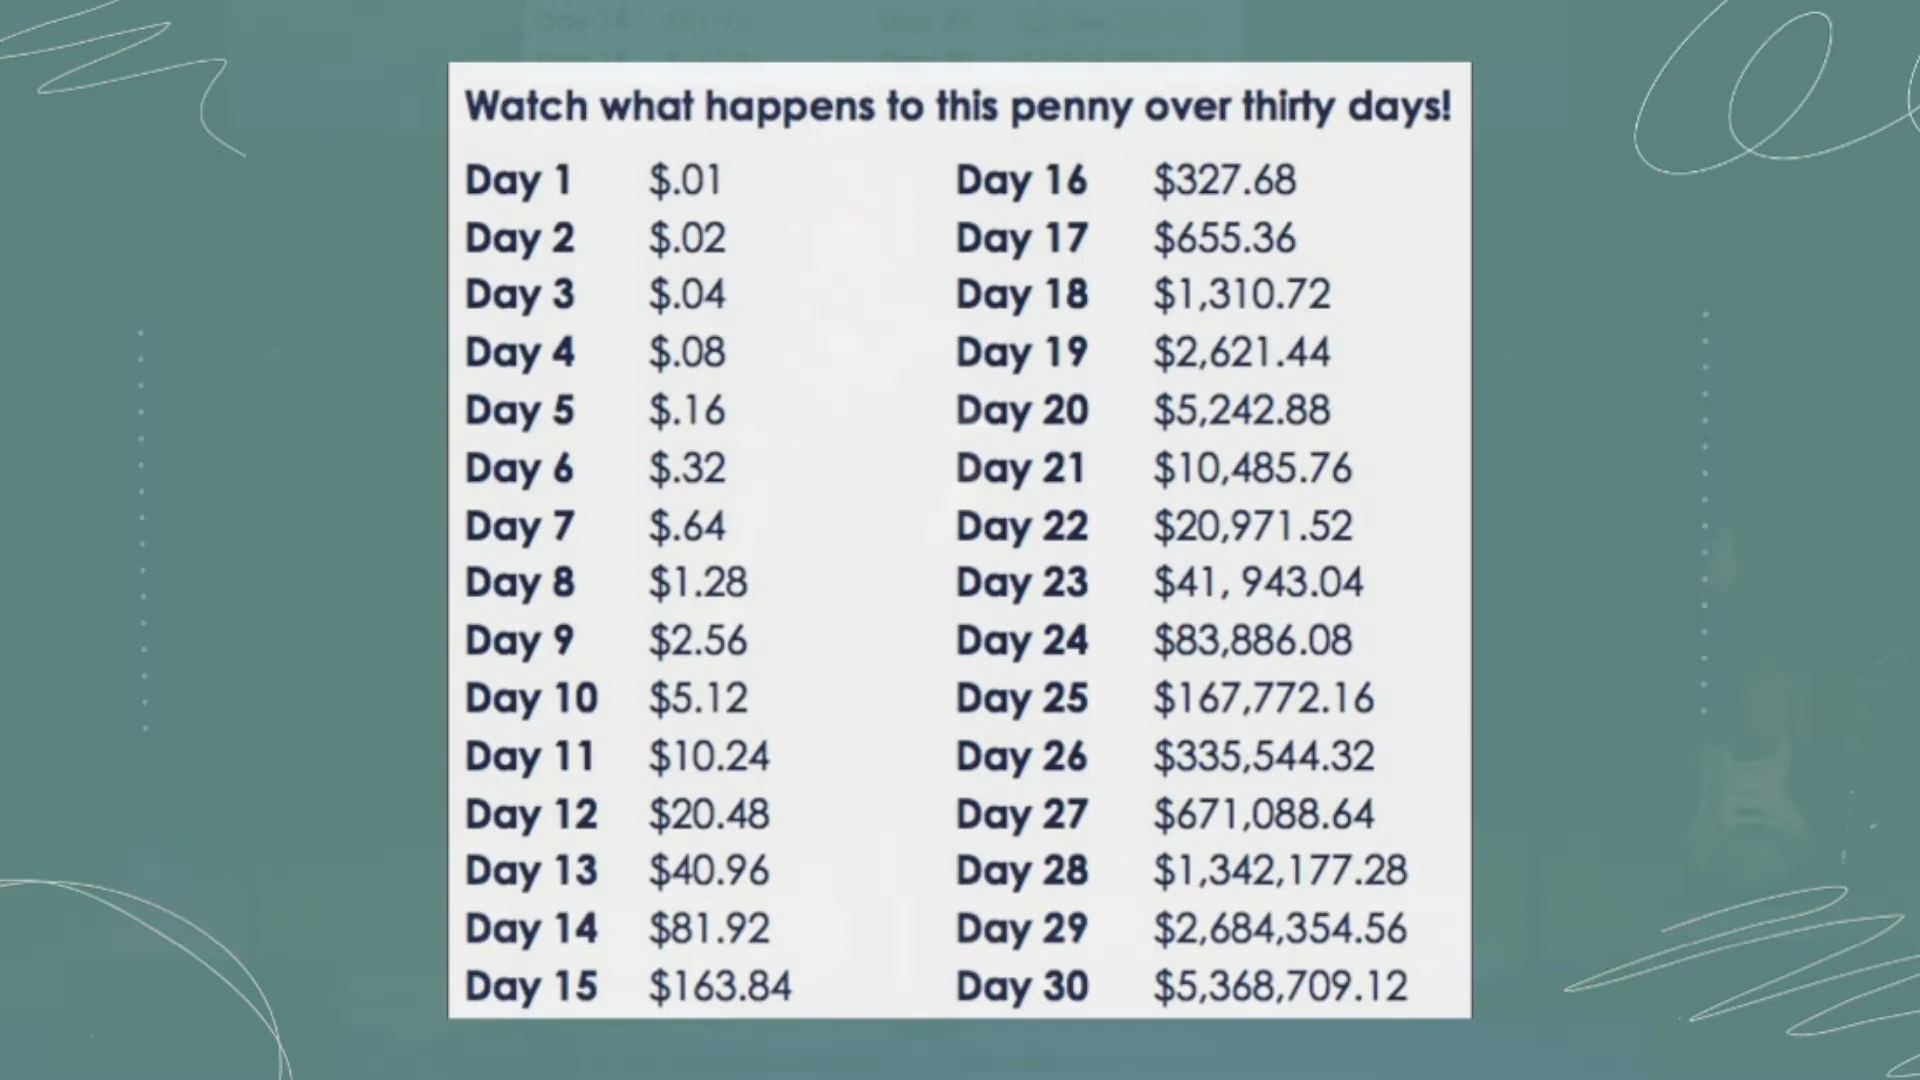 Watch what happens to this penny over thirty days!
Day 1 $.01
Day 2 $.02
Day 3 $.04
Day 4 $.08
Day 5 $.16
Day 6 $.32
Day 7 $.64
Day 8 $1.28
Day 9 $2.56
Day 10 $5.12
Day 11 $10.24
Day 12 $20.48
Day 13 $40.96
Day 14 $81.92
Day 15 $163.84
Day 16 $327.68
Day 17 $655.36
Day 18 $1,310.72
Day 19 $2,621.44
Day 20 $5,242.88
Day 21 $10,485.76
Day 22 $20,971.52
Day 23 $41, 943.04
Day 24 $83,886.08
Day 25 $167,772.16
Day 26 $335,544.32
Day 27 $671,088.64
Day 28 $1,342,177.28
Day 29 $2,684,354.56
Day 30 $5,368,709.12